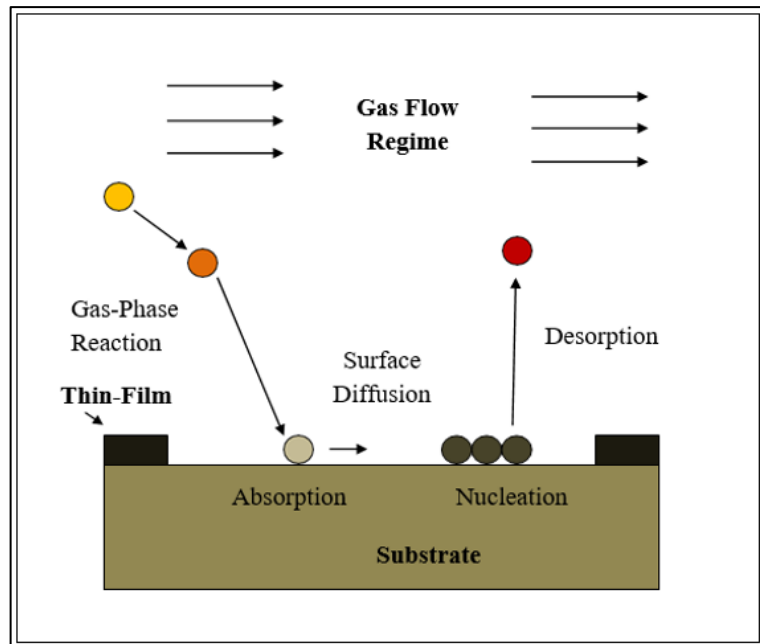 Gas Flow
Regime
Gas-Phase
Reaction
Desorption
Surface
Diffusion
Thin-Film
Absorption
Nucleation
Substrate